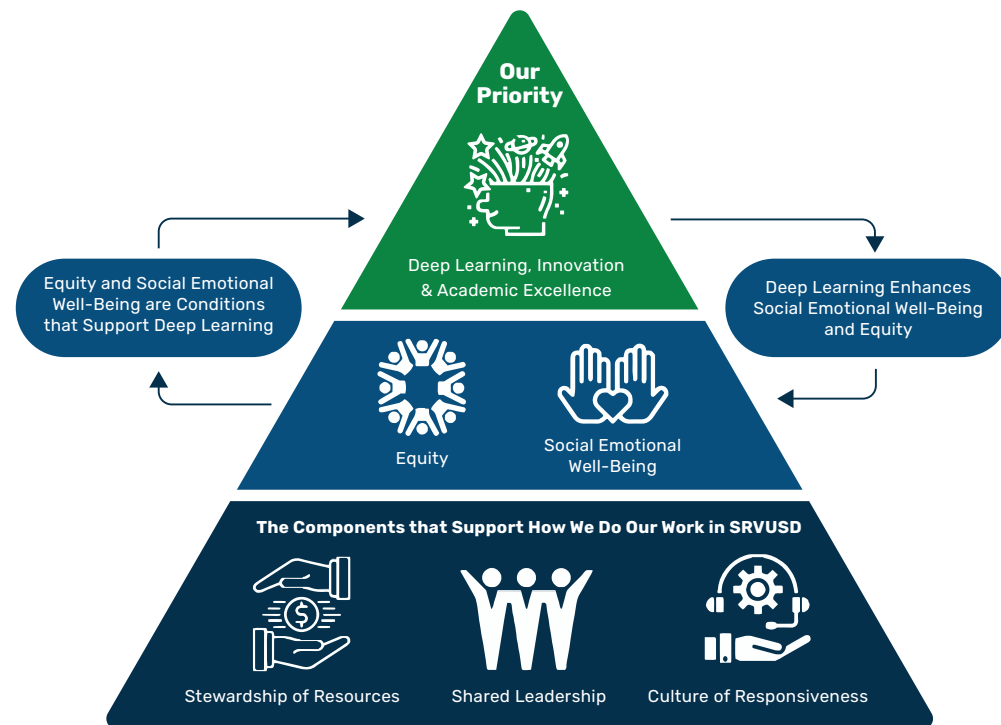 Our
Priority
Deep Learning, Innovation
& Academic Excellence
Equity and Social Emotional
Well-Being are Conditions
that Support Deep Learning
Deep Learning Enhances
Social Emotional Well-Being
and Equity
Equity
Social Emotional
Well-Being
The Components that Support How We Do Our Work in SRVUSD
$
Stewardship of Resources
Shared Leadership
Culture of Responsiveness